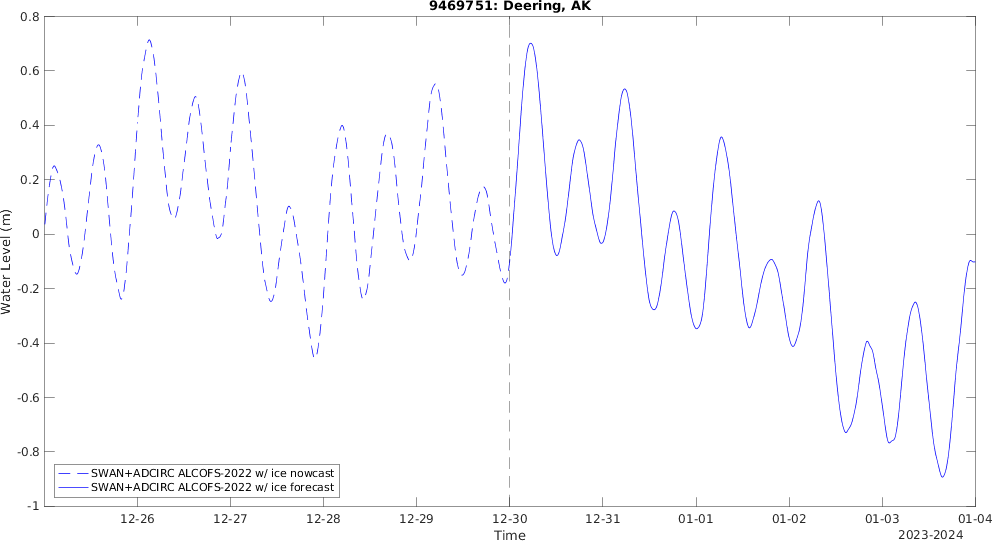 9469751: Deering, AK
0.8
0.6
0.4
0.2
0
-0.2
-0.4
-0.6
-0.8
-1
Water Level (m)
SWAN+ADCIRC ALCOFS-2022 w/ ice nowcast
SWAN+ADCIRC ALCOFS-2022 w/ ice forecast
12-26 12-27 12-28 12-29 12-30 12-31 01-01 01-02 01-03 01-04
Time
2023-2024